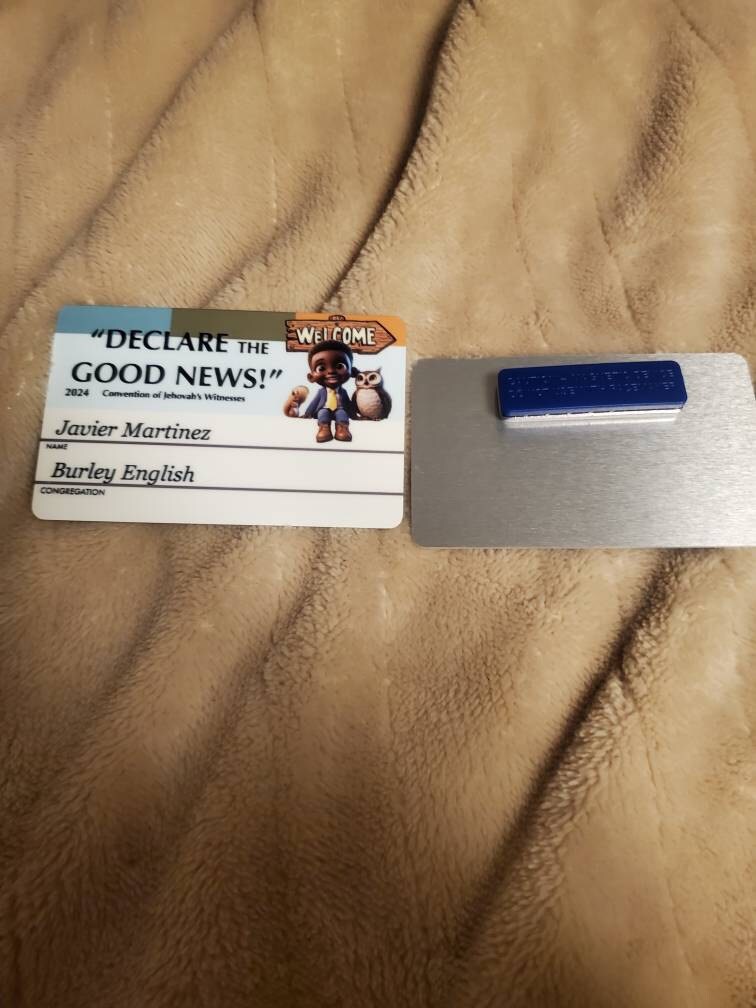 "DECLARE THE
GOOD NEWS!"
WELCOME
2024 Convention of Jehovah's Witnesses
Javier Martinez
NAME
Burley English
CONGREGATION